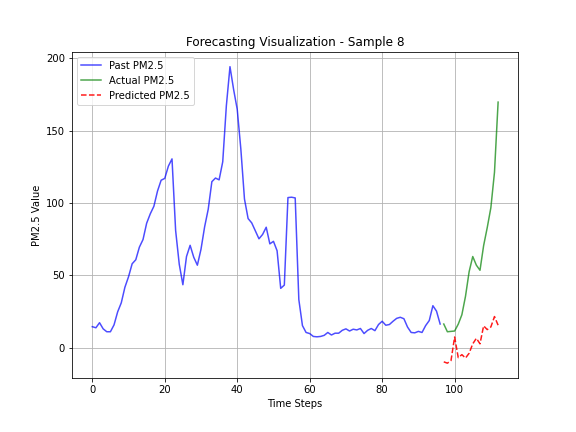 Forecasting Visualization - Sample 8
Past PM2.5
Actual PM2.5
Predicted PM2.5
PM2.5 Value
200
150
100
50
0
0 20 40 60 80 100
Time Steps